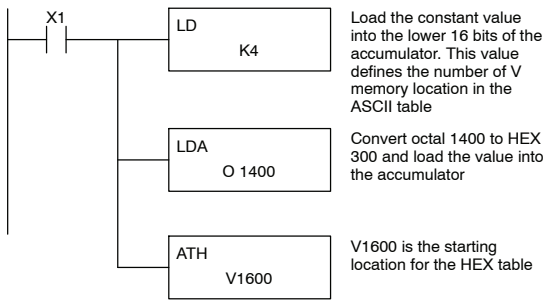 X1
LD
K4
Load the constant value
into the lower 16 bits of the
accumulator. This value
defines the number of V
memory location in the
ASCII table
LDA
O 1400
Convert octal 1400 to HEX
300 and load the value into
the accumulator
ATH
V1600
V1600 is the starting
location for the HEX table